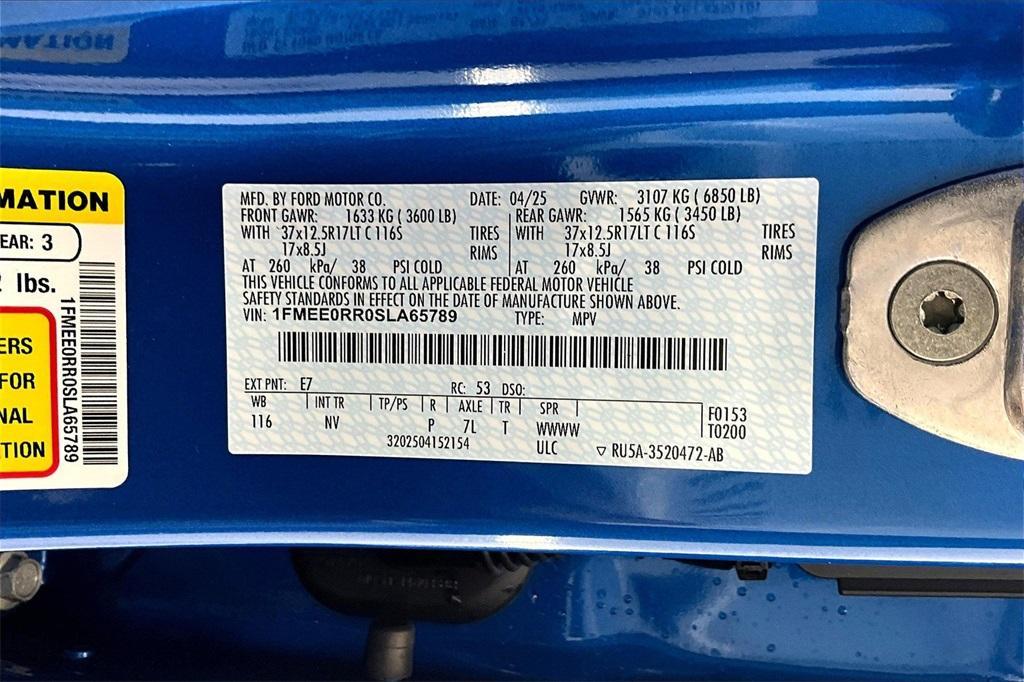 MATION
EAR: 3
lbs.
ERS
FOR
NAL
TION
1FMEE0RR0SLA65789
MFD. BY FORD MOTOR CO. DATE: 04/25 GVWR: 3107 KG ( 6850 LB)
FRONT GAWR: 1633 KG ( 3600 LB) REAR GAWR: 1565 KG ( 3450 LB)
WITH 37x12.5R17LT C 116S TIRES WITH 37x12.5R17LT C 116S TIRES
17x8.5J RIMS 17x8.5J RIMS
AT 260 kPa/ 38 PSI COLD AT 260 kPa/ 38 PSI COLD
THIS VEHICLE CONFORMS TO ALL APPLICABLE FEDERAL MOTOR VEHICLE
SAFETY STANDARDS IN EFFECT ON THE DATE OF MANUFACTURE SHOWN ABOVE.
VIN: 1FMEE0RR0SLA65789 TYPE: MPV
EXT PNT: E7 RC: 53 DSO:
WB INT TR TP/PS R AXLE TR SPR F0153
116 NV P 7L T WWWW T0200
3202504152154 ULC RU5A-3520472-AB